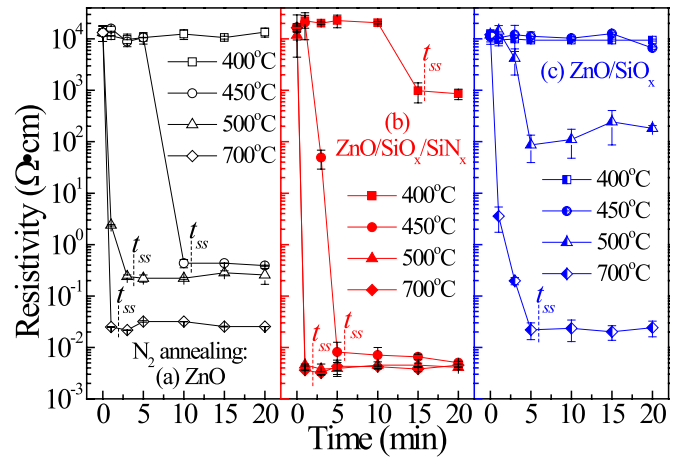 Resistivity (Ω•cm)
10⁴
10³
10²
10¹
10⁰
10⁻¹
10⁻²
10⁻³
400°C
450°C
500°C
700°C
t_ss
t_ss
t_ss
N₂ annealing:
(a) ZnO
0 5 10 15 20
t_ss
(b)
ZnO/SiOₓ/SiNₓ
400°C
450°C
500°C
700°C
t_ss
t_ss
0 5 10 15 20
(c) ZnO/SiOₓ
400°C
450°C
500°C
700°C
t_ss
0 5 10 15 20
Time (min)